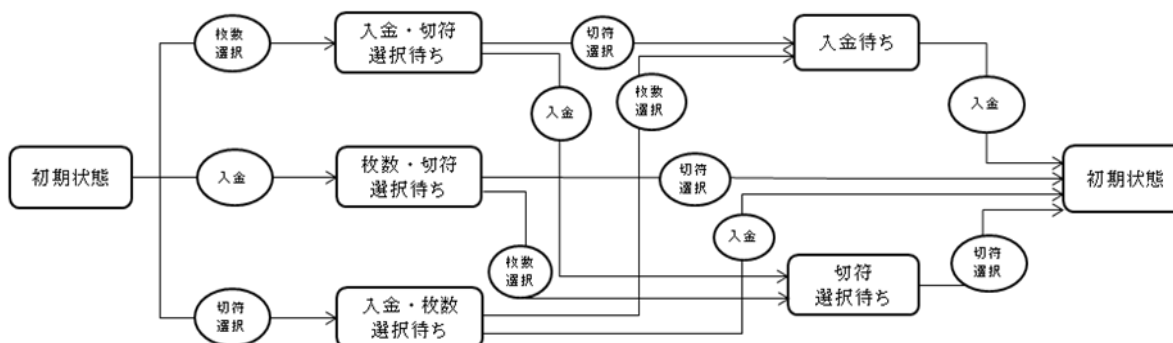 枚数
選択
入金・切符
選択待ち
切符
選択
入金待ち
入金
枚数
選択
入金
初期状態
入金
枚数・切符
選択待ち
切符
選択
初期状態
枚数
選択
入金
切符
選択待ち
切符
選択
切符
選択
入金・枚数
選択待ち